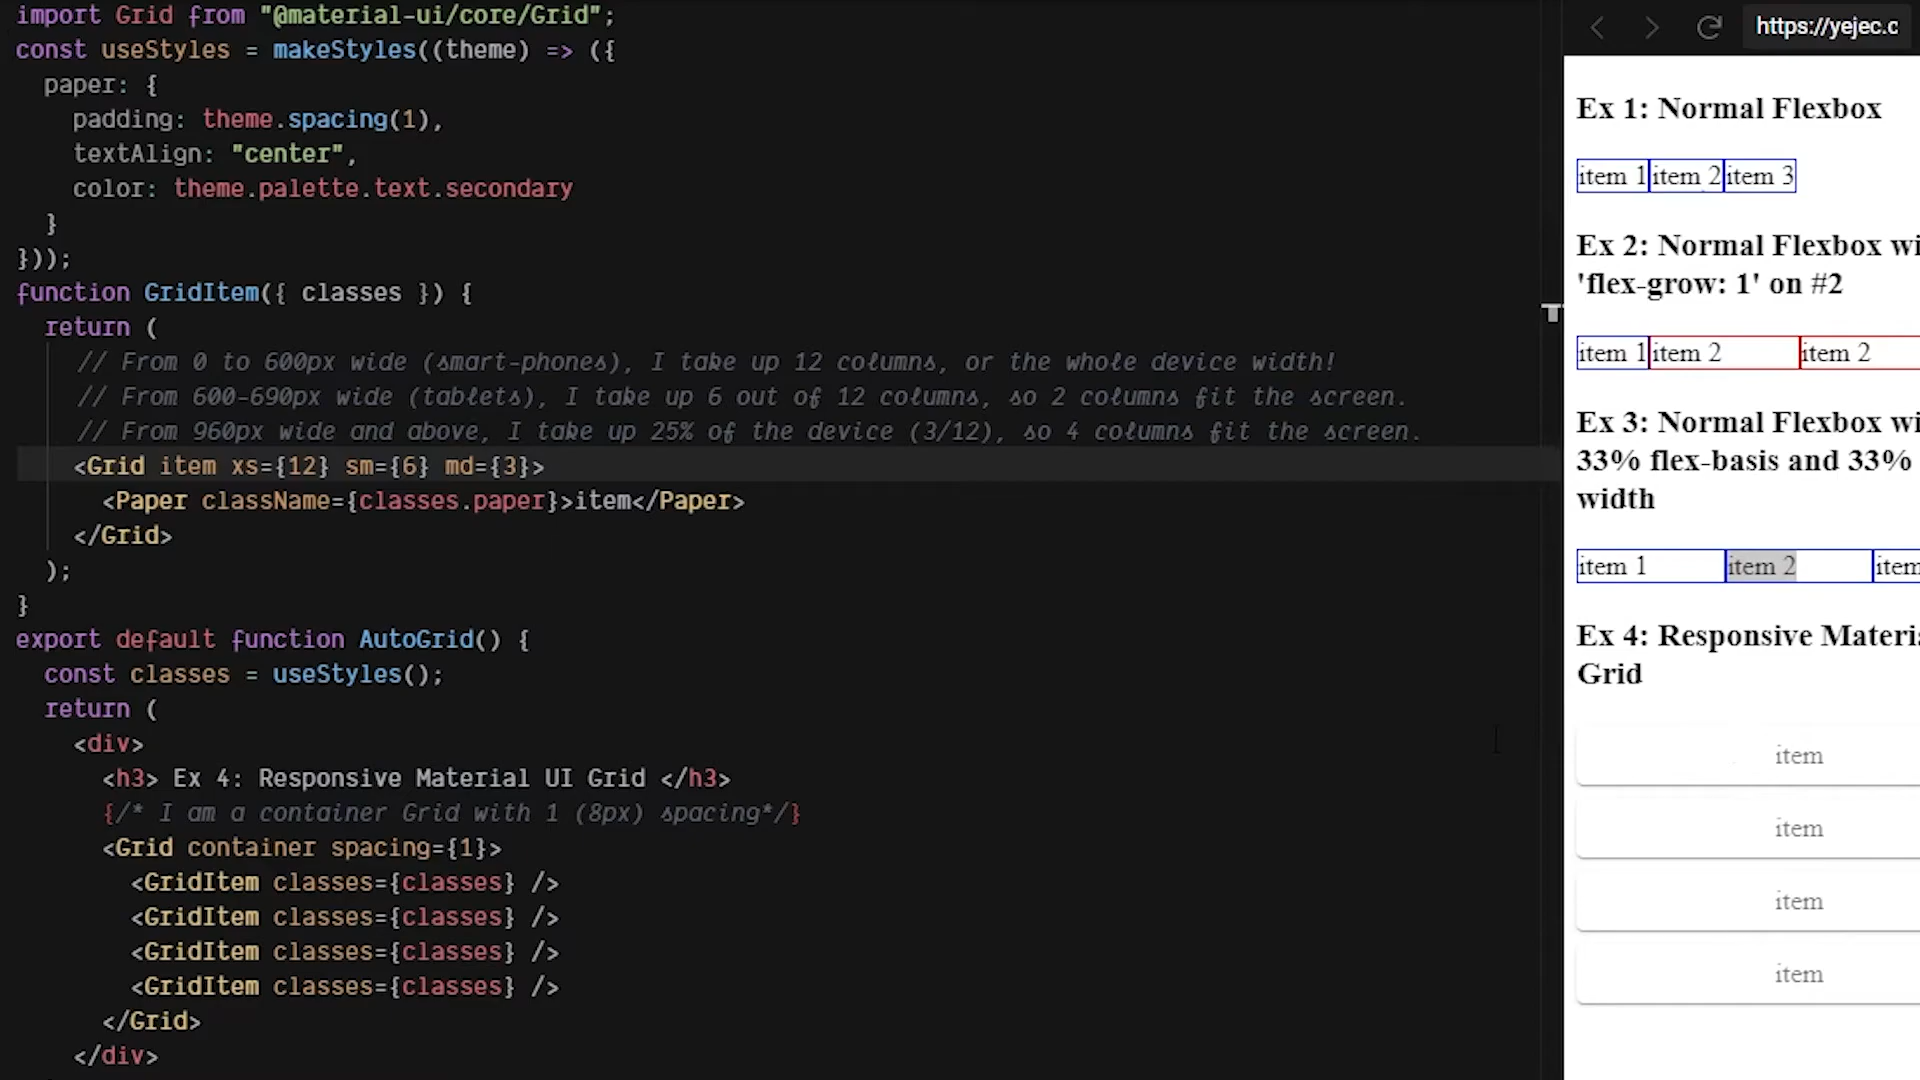 import Grid from "@material-ui/core/Grid";
const useStyles = makeStyles((theme) => ({
paper: {
padding: theme.spacing(1),
textAlign: "center",
color: theme.palette.text.secondary
}
}));
function GridItem({ classes }) {
return (
// From 0 to 600px wide (smart-phones), I take up 12 columns, or the whole device width!
// From 600-690px wide (tablets), I take up 6 out of 12 columns, so 2 columns fit the screen.
// From 960px wide and above, I take up 25% of the device (3/12), so 4 columns fit the screen.
<Grid item xs={12} sm={6} md={3}>
<Paper className={classes.paper}>item</Paper>
</Grid>
);
}
export default function AutoGrid() {
const classes = useStyles();
return (
<div>
<h3> Ex 4: Responsive Material UI Grid </h3>
{/* I am a container Grid with 1 (8px) spacing*/}
<Grid container spacing={1}>
<GridItem classes={classes} />
<GridItem classes={classes} />
<GridItem classes={classes} />
<GridItem classes={classes} />
</Grid>
</div>
https://yejec.c
Ex 1: Normal Flexbox
item 1 item 2 item 3
Ex 2: Normal Flexbox wi
'flex-grow: 1' on #2
item 1 item 2 item 2
Ex 3: Normal Flexbox wi
33% flex-basis and 33%
width
item 1 item 2 item
Ex 4: Responsive Materia
Grid
item
item
item
item